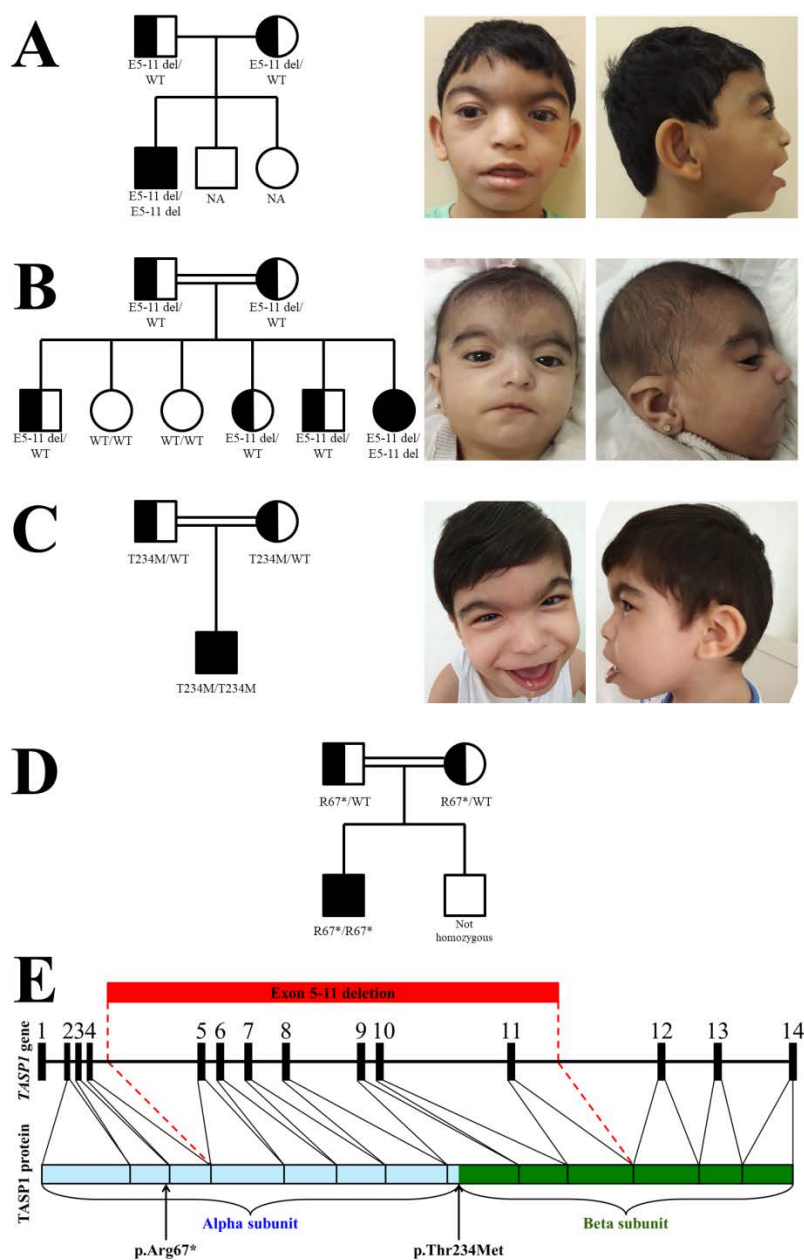 A
E5-11 del/
WT
E5-11 del/
WT
E5-11 del/
E5-11 del
NA
NA
B
E5-11 del/
WT
E5-11 del/
WT
E5-11 del/
WT
WT/WT
WT/WT
E5-11 del/
WT
E5-11 del/
WT
E5-11 del/
E5-11 del
C
T234M/WT
T234M/WT
T234M/T234M
D
R67*/WT
R67*/WT
R67*/R67*
Not
homozygous
E
Exon 5-11 deletion
1 2 3 4 5 6 7 8 9 10 11 12 13 14
TASP1 gene
TASP1 protein
Alpha subunit
Beta subunit
p.Arg67*
p.Thr234Met